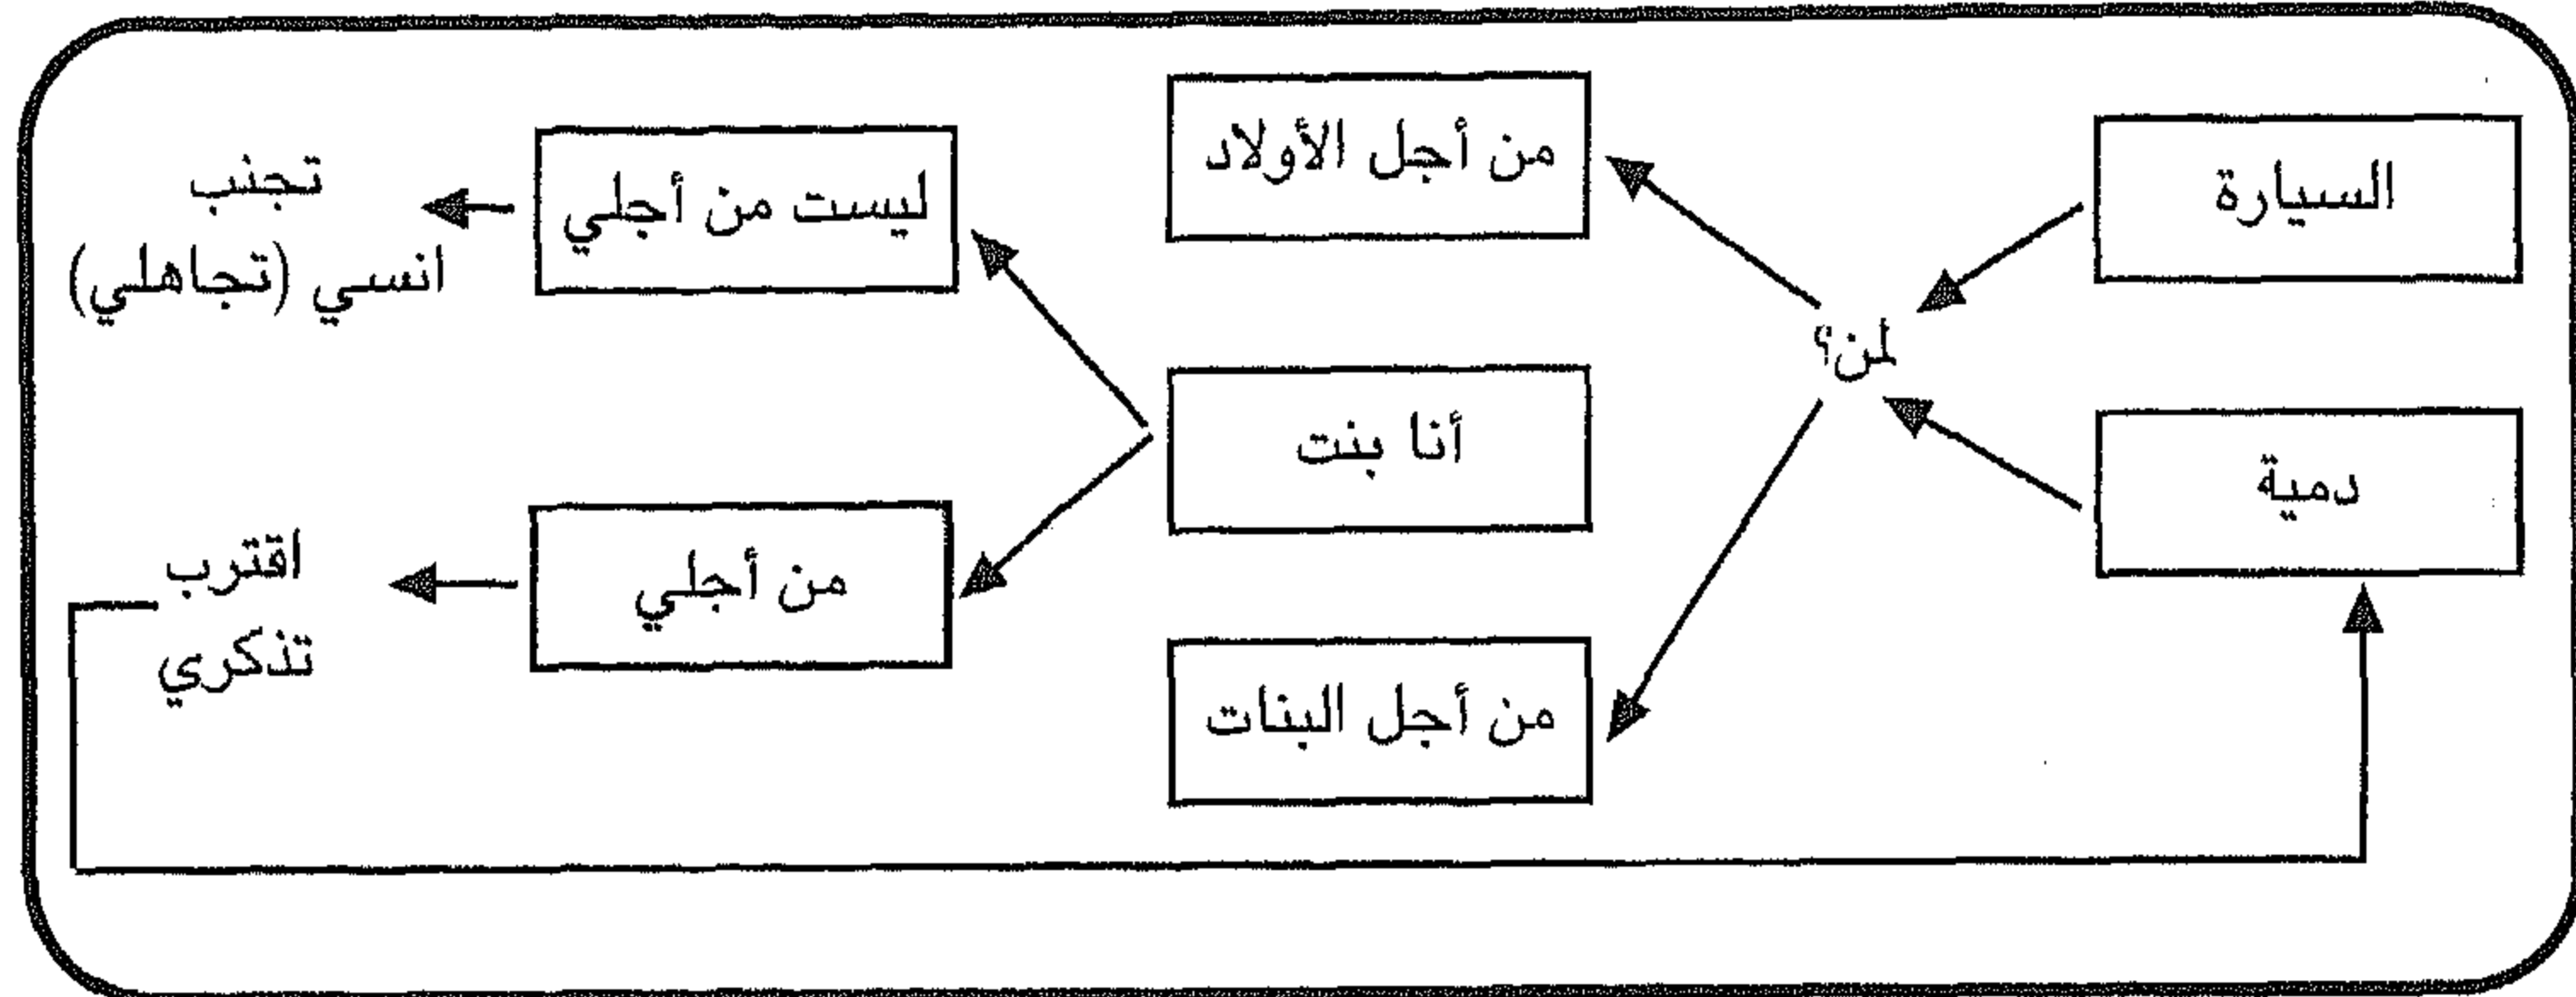 السيارة
دمية
لمن؟
من أجل الأولاد
أنا بنت
من أجل البنات
ليست من أجلي
من أجلي
تجنب
انسي (تجاهلي)
اقترب
تذكري